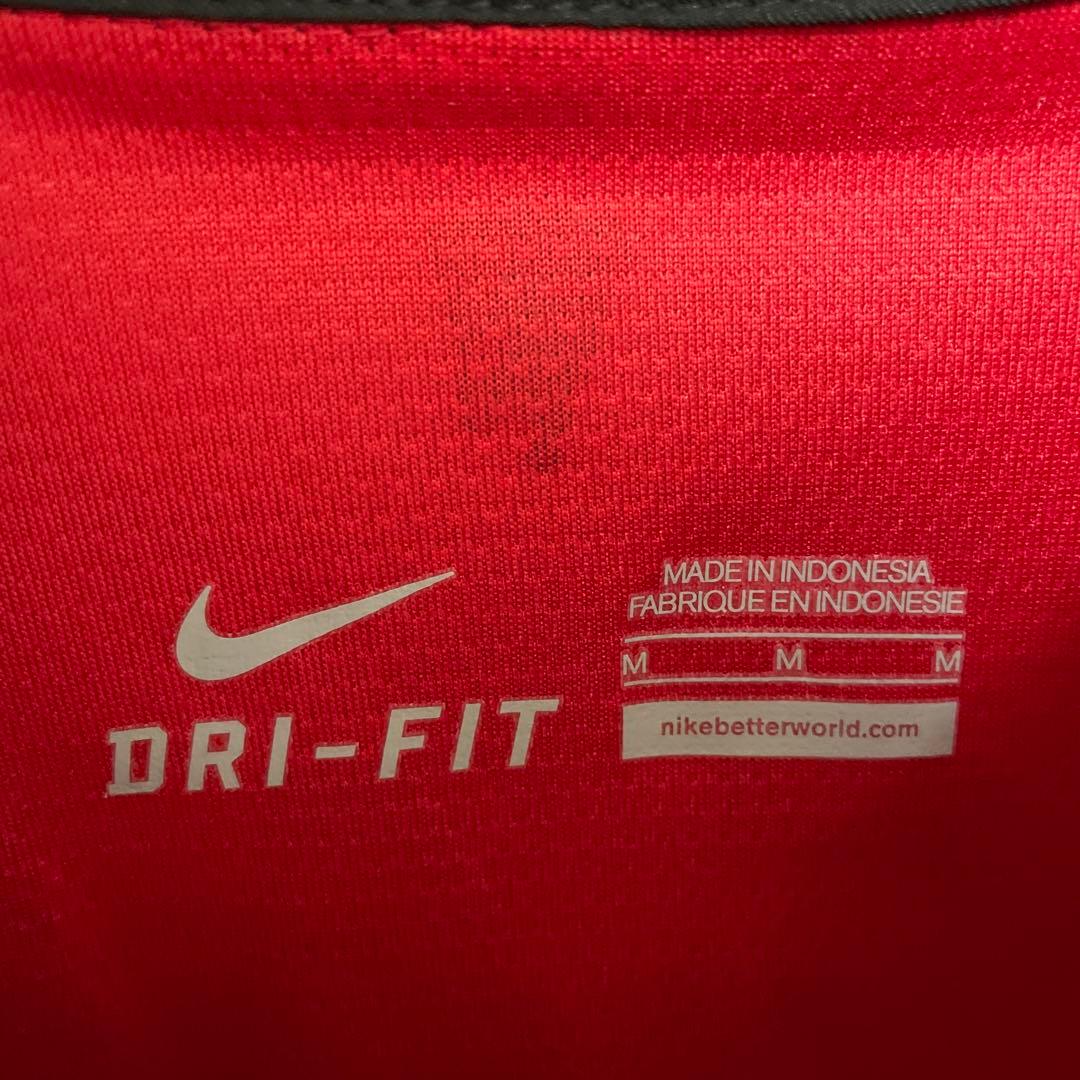 MADE IN INDONESIA
FABRIQUE EN INDONESIE
M M M
nikebetterworld.com
DRI-FIT